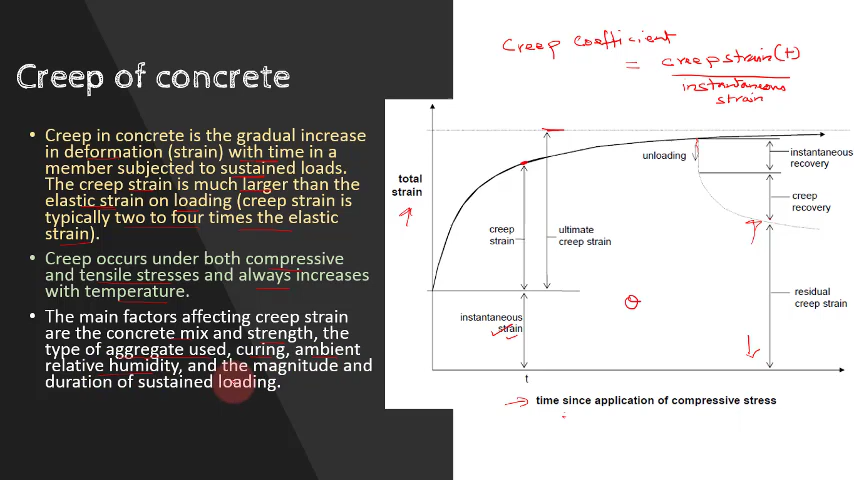 Creep of concrete
Creep in concrete is the gradual increase
in deformation (strain) with time in a
member subjected to sustained loads.
The creep strain is much larger than the
elastic strain on loading (creep strain is
typically two to four times the elastic
strain).
Creep occurs under both compressive
and tensile stresses and always increases
with temperature.
The main factors affecting creep strain
are the concrete mix and strength, the
type of aggregate used, curing, ambient
relative humidity, and the magnitude and
duration of sustained loading.
Creep coefficient
= creep strain(t)
instantaneous
strain
total
strain
unloading
instantaneous
recovery
creep
recovery
creep
strain
ultimate
creep strain
residual
creep strain
instantaneous
strain
t
time since application of compressive stress